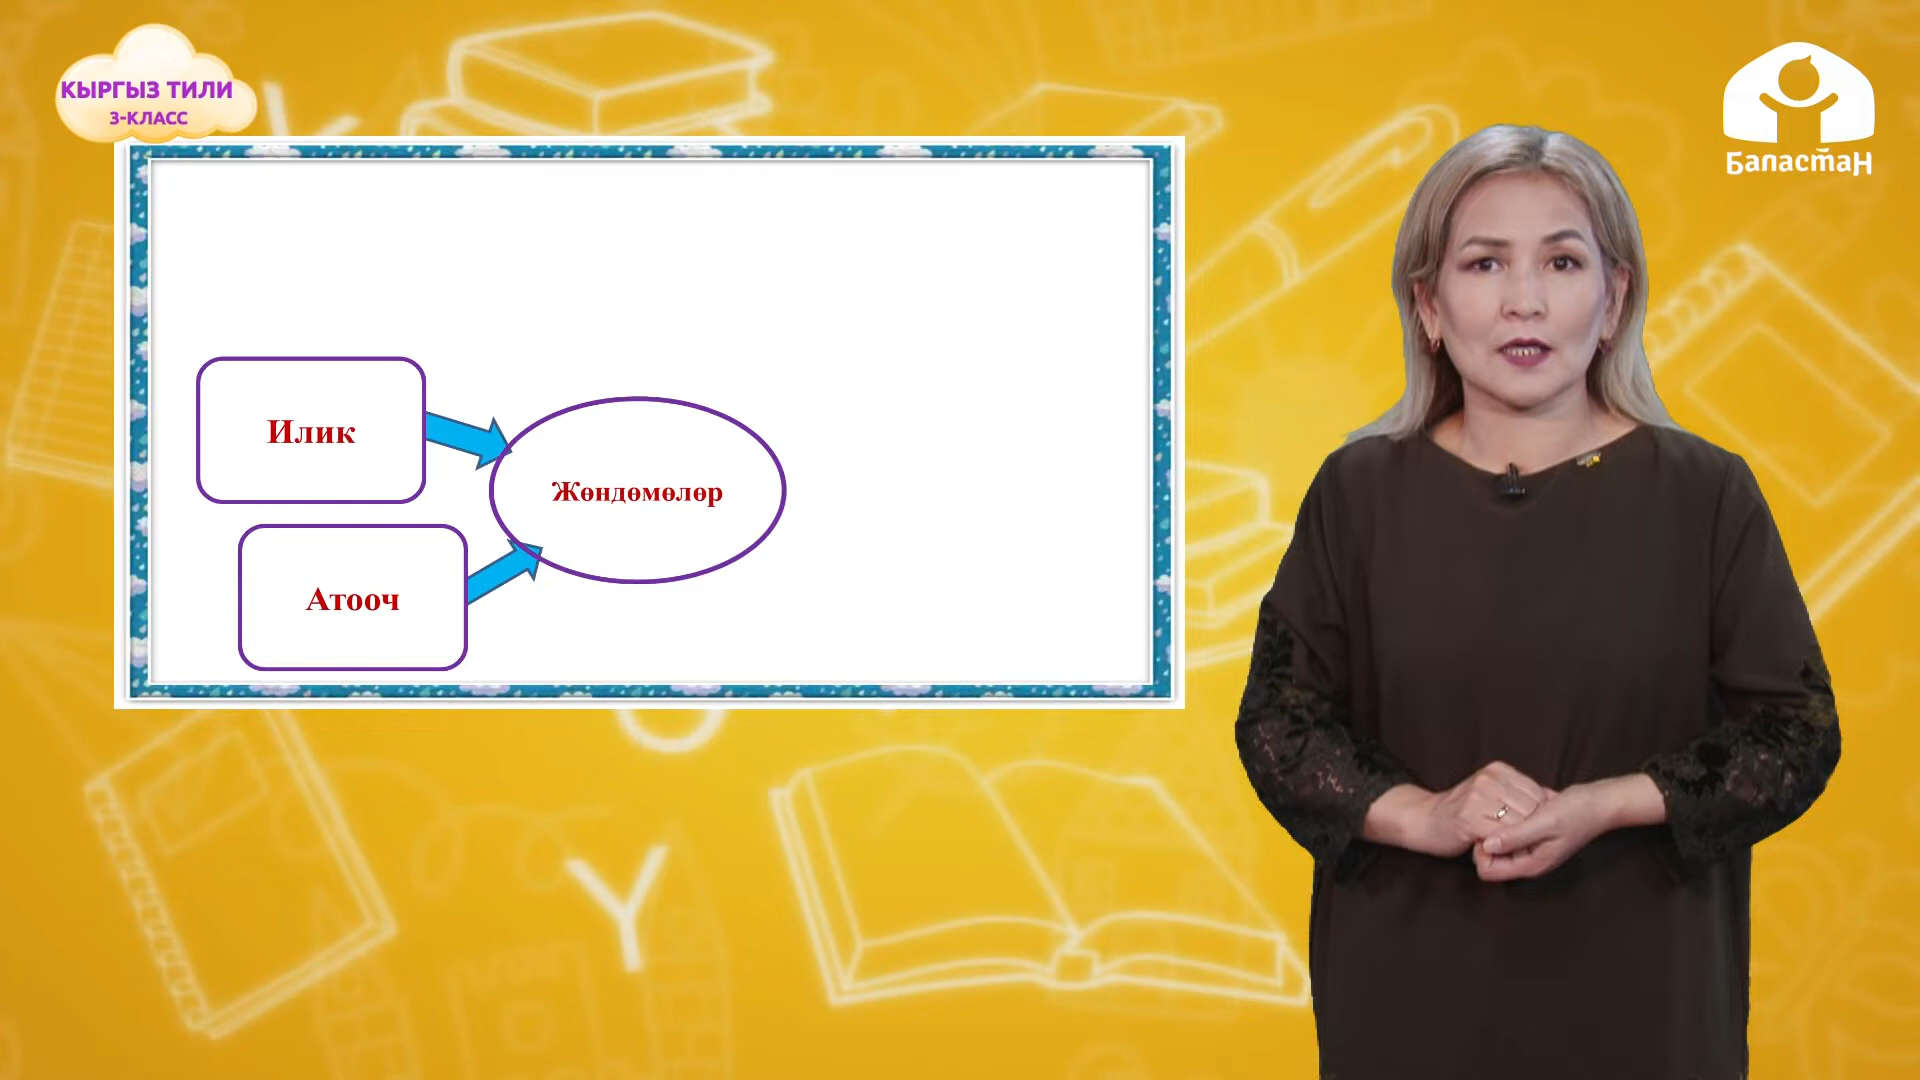 КЫРГЫЗ ТИЛИ
3-КЛАСС
Баластан
Илик
Жөндөмөлөр
Атооч
Y